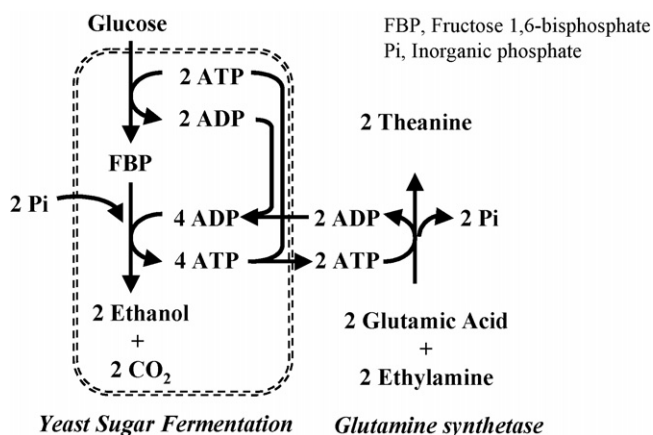 Glucose
FBP, Fructose 1,6-bisphosphate
Pi, Inorganic phosphate
2 ATP
2 ADP
2 Theanine
FBP
2 Pi
4 ADP
2 ADP
2 Pi
4 ATP
2 ATP
2 Ethanol
+
2 CO₂
2 Glutamic Acid
+
2 Ethylamine
Yeast Sugar Fermentation
Glutamine synthetase